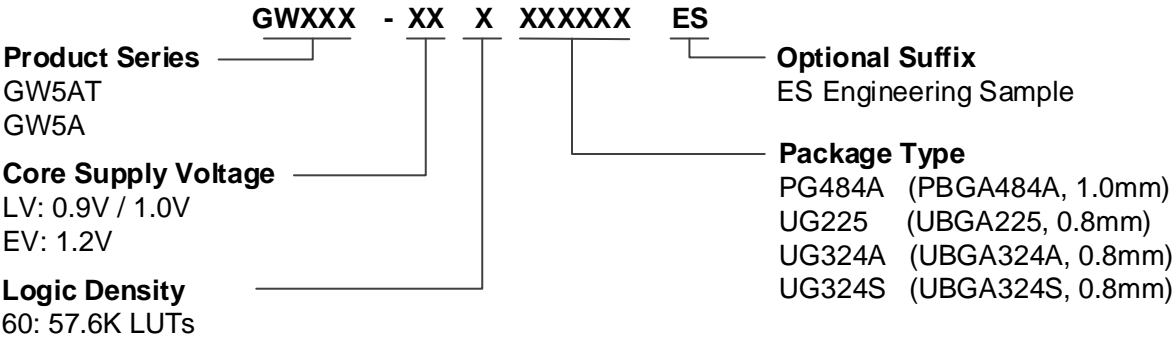 GWXXX - XX X XXXXXX ES
Product Series
GW5AT
GW5A
Core Supply Voltage
LV: 0.9V / 1.0V
EV: 1.2V
Logic Density
60: 57.6K LUTs
Optional Suffix
ES Engineering Sample
Package Type
PG484A (PBGA484A, 1.0mm)
UG225 (UBGA225, 0.8mm)
UG324A (UBGA324A, 0.8mm)
UG324S (UBGA324S, 0.8mm)